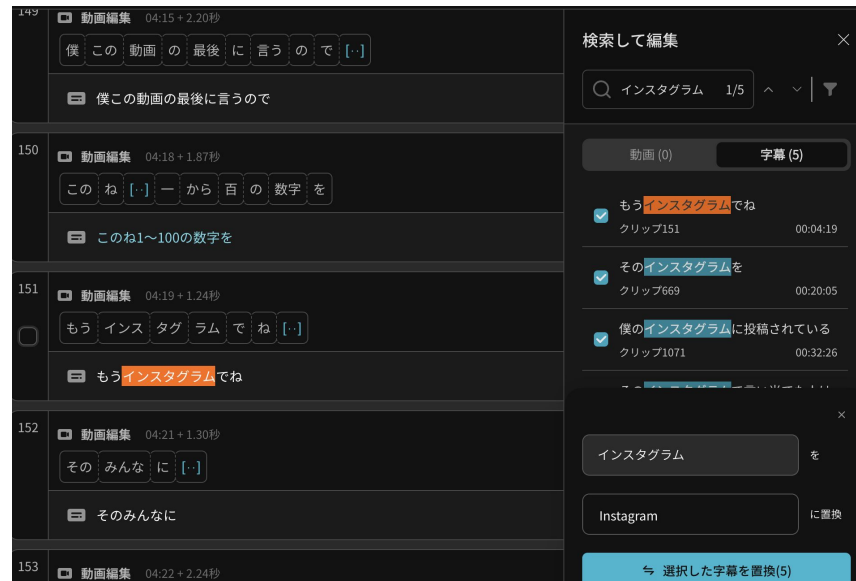 149
動画編集 04:15 + 2.20秒
僕 この 動画 の 最後 に 言う の で [··]
僕この動画の最後に言うので
150
動画編集 04:18 + 1.87秒
この ね [··] 一 から 百 の 数字 を
このね1〜100の数字を
151
動画編集 04:19 + 1.24秒
もう インス タグ ラム で ね [··]
もうインスタグラムでね
152
動画編集 04:21 + 1.30秒
その みんな に [··]
そのみんなに
153
動画編集 04:22 + 2.24秒
検索して編集
インスタグラム 1/5
動画 (0) 字幕 (5)
もうインスタグラムでね
クリップ151 00:04:19
そのインスタグラムを
クリップ669 00:20:05
僕のインスタグラムに投稿されている
クリップ1071 00:32:26
インスタグラム を
Instagram に置換
選択した字幕を置換(5)